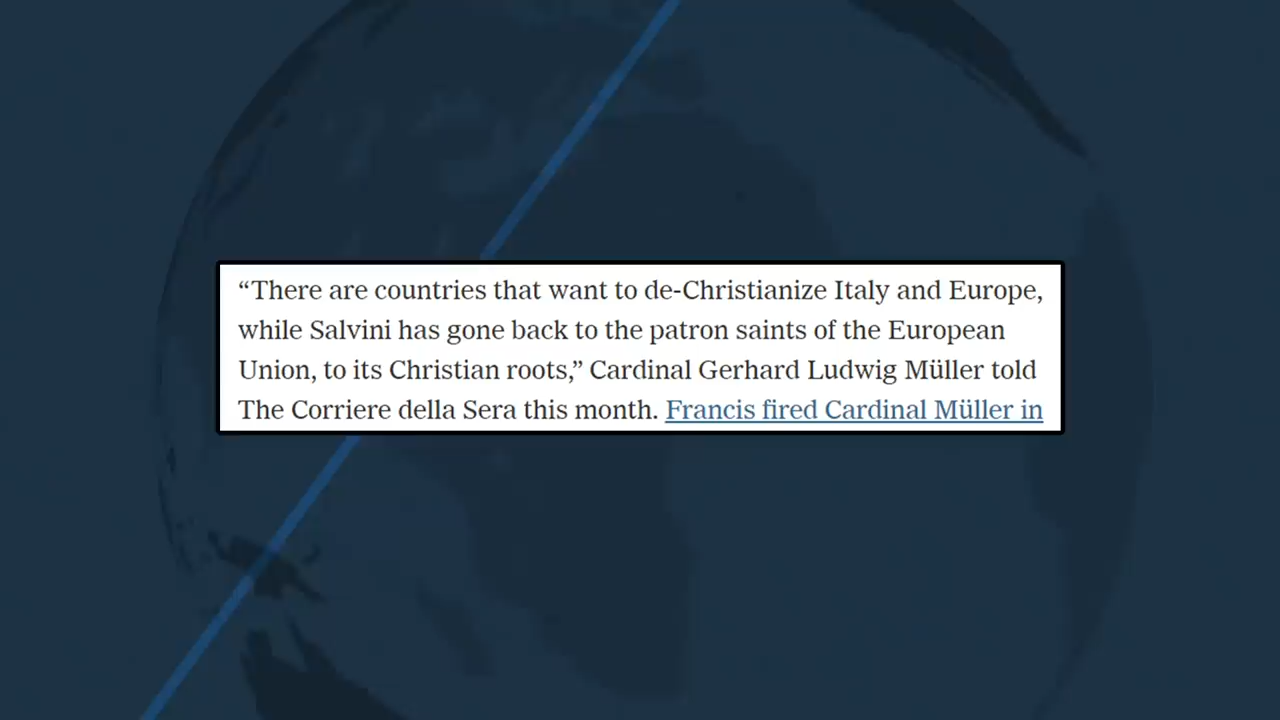 “There are countries that want to de-Christianize Italy and Europe,
while Salvini has gone back to the patron saints of the European
Union, to its Christian roots,” Cardinal Gerhard Ludwig Müller told
The Corriere della Sera this month. Francis fired Cardinal Müller in